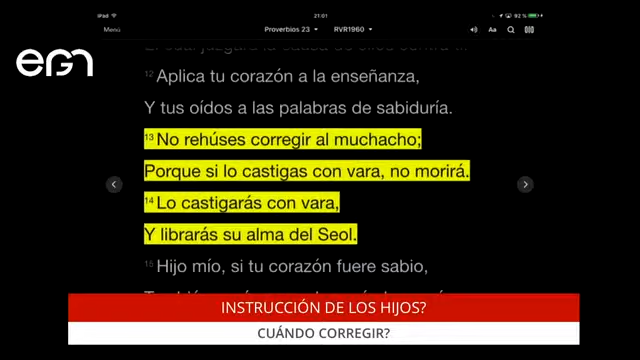 iPad
21:01
92 %
Menú
Proverbios 23
RVR1960
Aa
ergn
12 Aplica tu corazón a la enseñanza,
Y tus oídos a las palabras de sabiduría.
13 No rehúses corregir al muchacho;
Porque si lo castigas con vara, no morirá.
14 Lo castigarás con vara,
Y librarás su alma del Seol.
15 Hijo mío, si tu corazón fuere sabio,
INSTRUCCIÓN DE LOS HIJOS?
CUÁNDO CORREGIR?